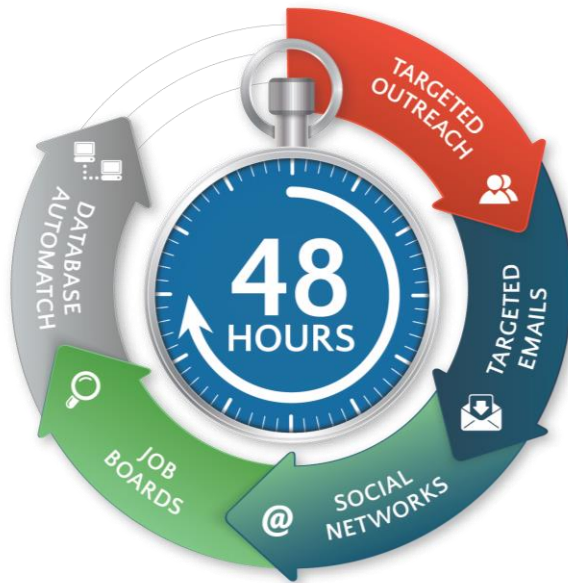 TARGETED
OUTREACH
TARGETED
EMAILS
@ SOCIAL
NETWORKS
JOB
BOARDS
DATABASE
AUTOMATCH
48
HOURS